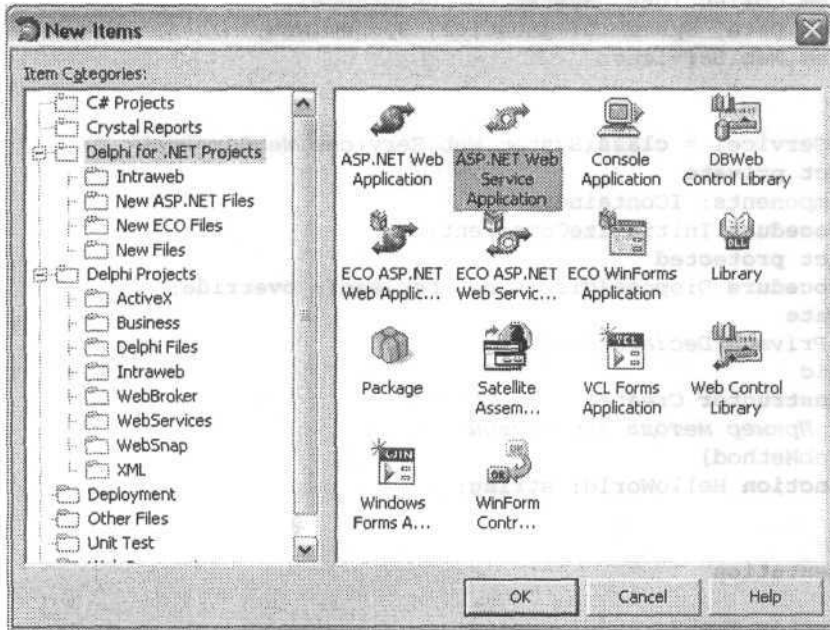 New Items
Item Categories:
C# Projects
Crystal Reports
Delphi for .NET Projects
Intraweb
New ASP.NET Files
New ECO Files
New Files
Delphi Projects
ActiveX
Business
Delphi Files
Intraweb
WebBroker
WebServices
WebSnap
XML
Deployment
Other Files
Unit Test
ASP.NET Web
Application
ASP.NET Web
Service
Application
Console
Application
DBWeb
Control Library
ECO ASP.NET
Web Applic...
ECO ASP.NET
Web Servic...
ECO WinForms
Application
Library
Package
Satellite
Assem...
VCL Forms
Application
Web Control
Library
Windows
Forms A...
WinForm
Contr...
OK
Cancel
Help